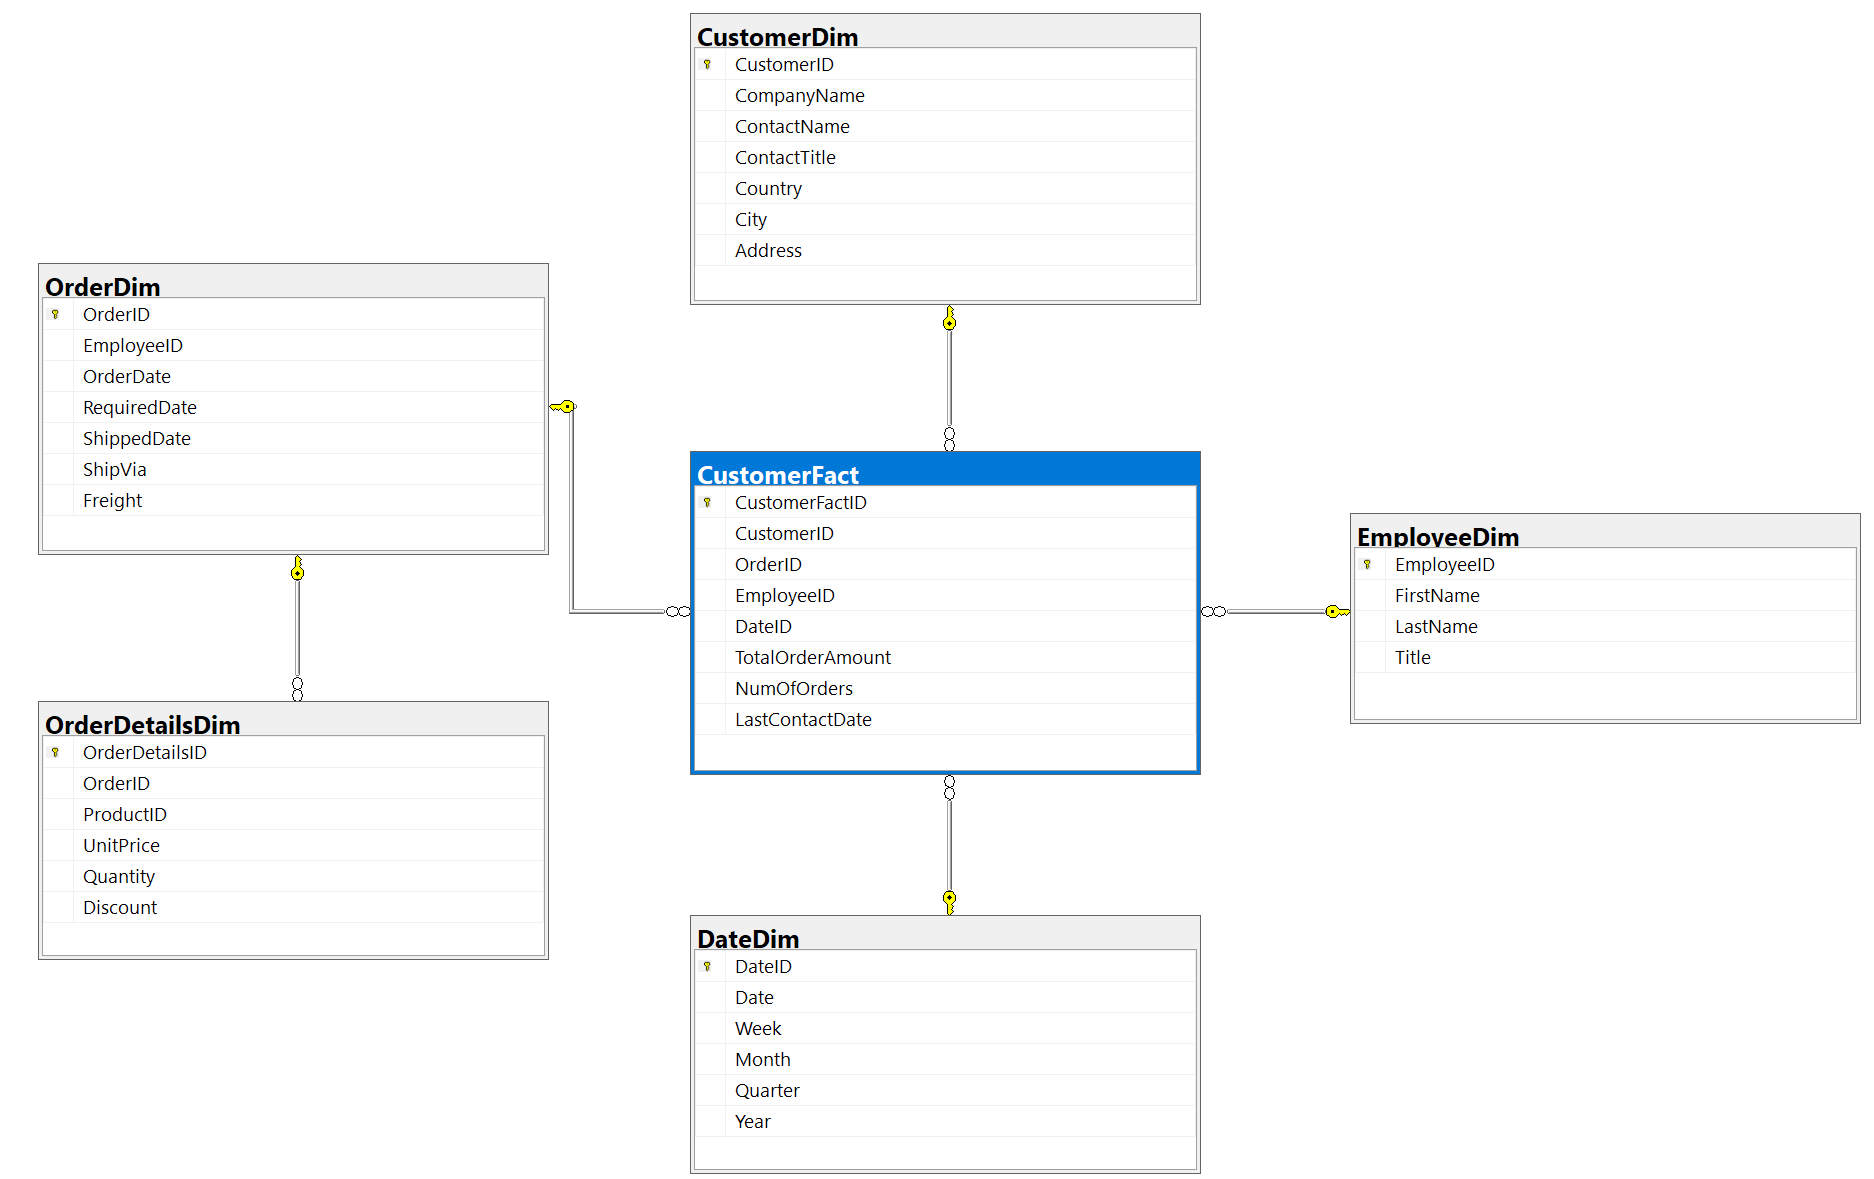 CustomerDim
CustomerID
CompanyName
ContactName
ContactTitle
Country
City
Address
OrderDim
OrderID
EmployeeID
OrderDate
RequiredDate
ShippedDate
ShipVia
Freight
CustomerFact
CustomerFactID
CustomerID
OrderID
EmployeeID
DateID
TotalOrderAmount
NumOfOrders
LastContactDate
EmployeeDim
EmployeeID
FirstName
LastName
Title
OrderDetailsDim
OrderDetailsID
OrderID
ProductID
UnitPrice
Quantity
Discount
DateDim
DateID
Date
Week
Month
Quarter
Year